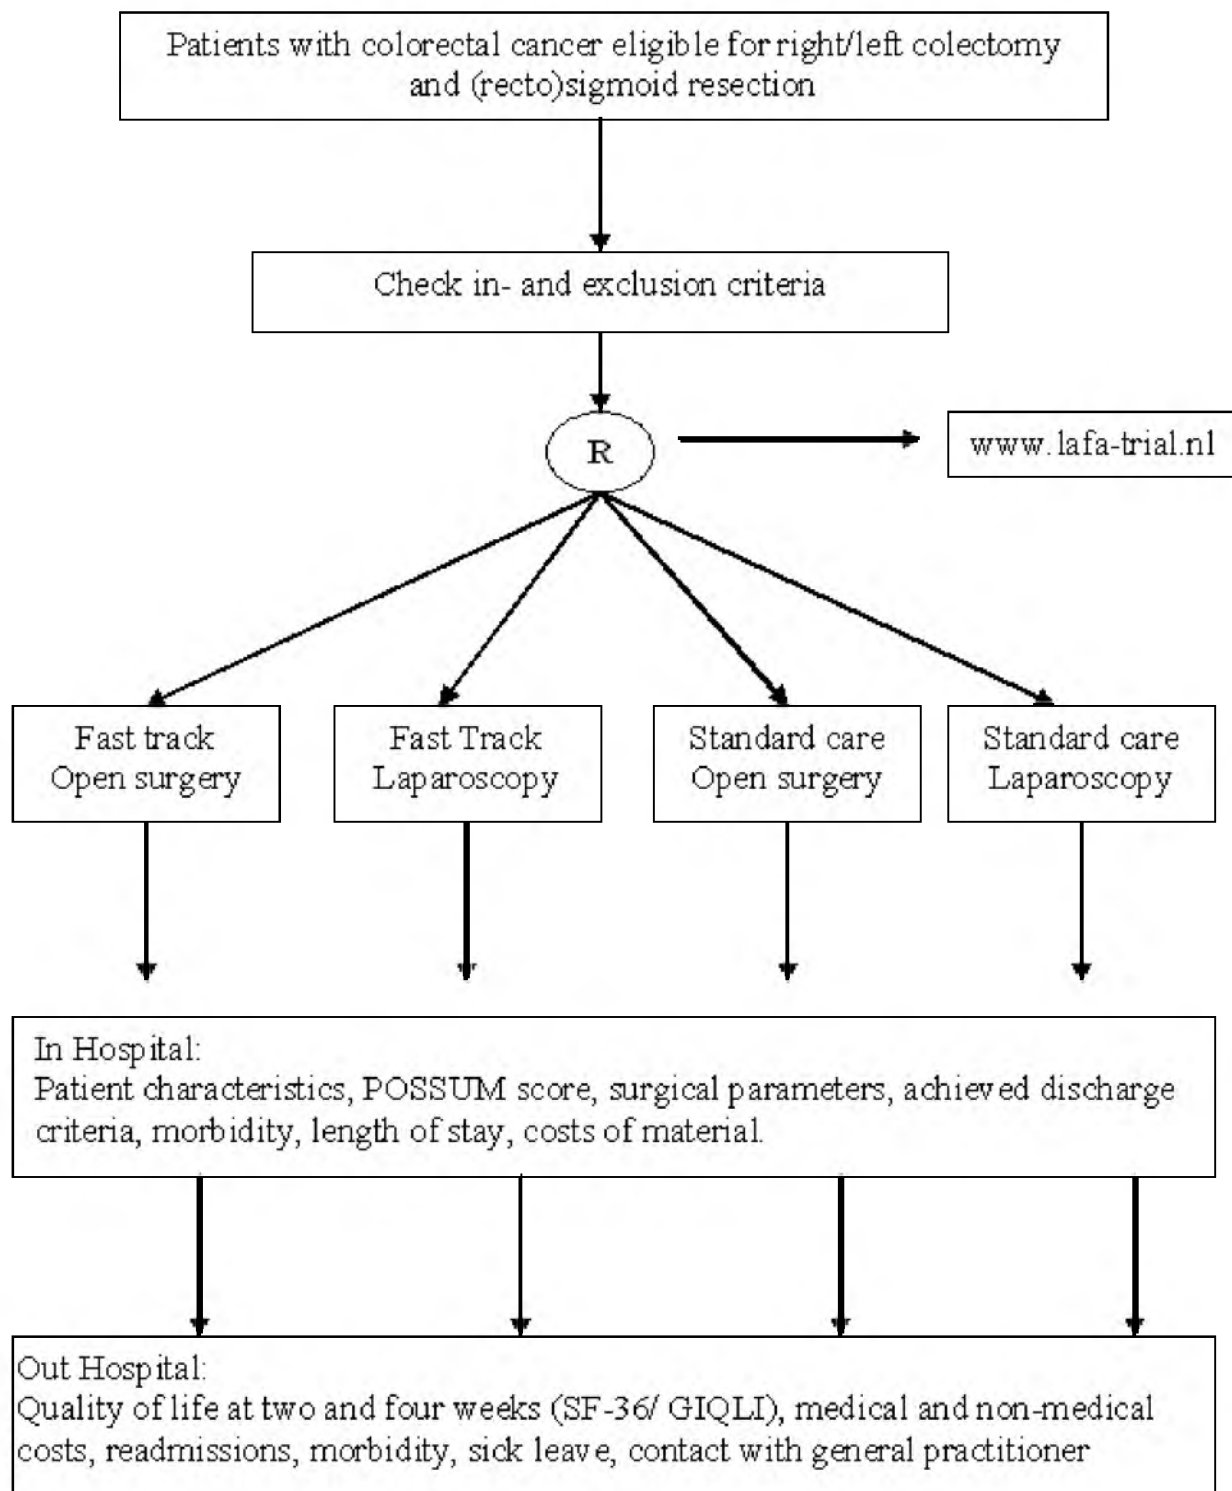 Patients with colorectal cancer eligible for right/left colectomy
and (recto)sigmoid resection
Check in- and exclusion criteria
R
www.lafa-trial.nl
Fast track
Open surgery
Fast Track
Laparoscopy
Standard care
Open surgery
Standard care
Laparoscopy
In Hospital:
Patient characteristics, POSSUM score, surgical parameters, achieved discharge
criteria, morbidity, length of stay, costs of material.
Out Hospital:
Quality of life at two and four weeks (SF-36/ GIQLI), medical and non-medical
costs, readmissions, morbidity, sick leave, contact with general practitioner